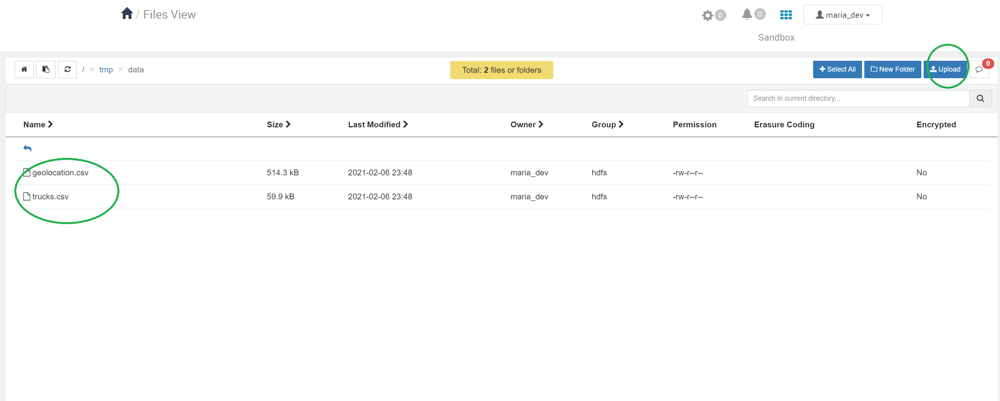 / Files View
0
0
maria_dev
Sandbox
/ > tmp > data
Total: 2 files or folders
Select All
New Folder
Upload
0
Search in current directory...
Name Size Last Modified Owner Group Permission Erasure Coding Encrypted
geolocation.csv 514.3 kB 2021-02-06 23:48 maria_dev hdfs -rw-r--r-- No
trucks.csv 59.9 kB 2021-02-06 23:48 maria_dev hdfs -rw-r--r-- No